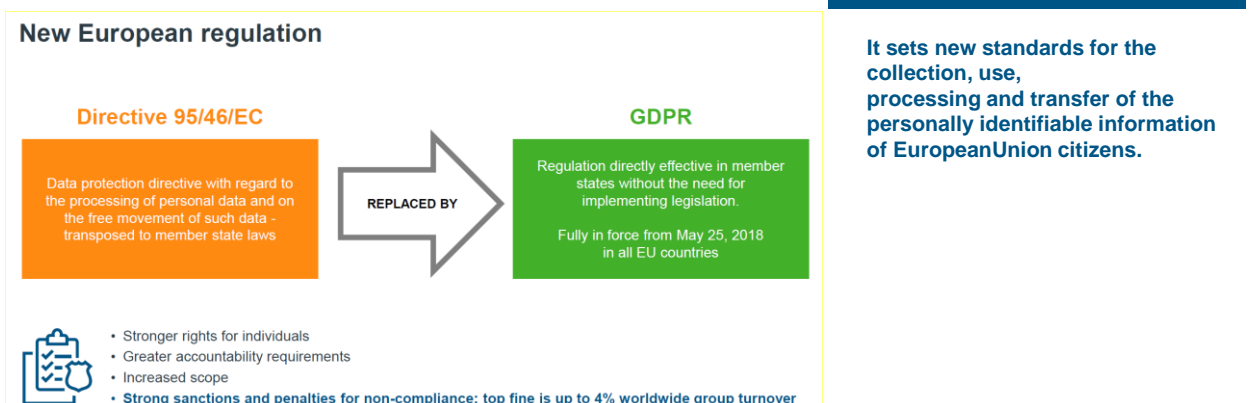 New European regulation
Directive 95/46/EC
Data protection directive with regard to
the processing of personal data and on
the free movement of such data -
transposed to member state laws
REPLACED BY
GDPR
Regulation directly effective in member
states without the need for
implementing legislation.
Fully in force from May 25, 2018
in all EU countries
• Stronger rights for individuals
• Greater accountability requirements
• Increased scope
• Strong sanctions and penalties for non-compliance: top fine is up to 4% worldwide group turnover
It sets new standards for the
collection, use,
processing and transfer of the
personally identifiable information
of EuropeanUnion citizens.